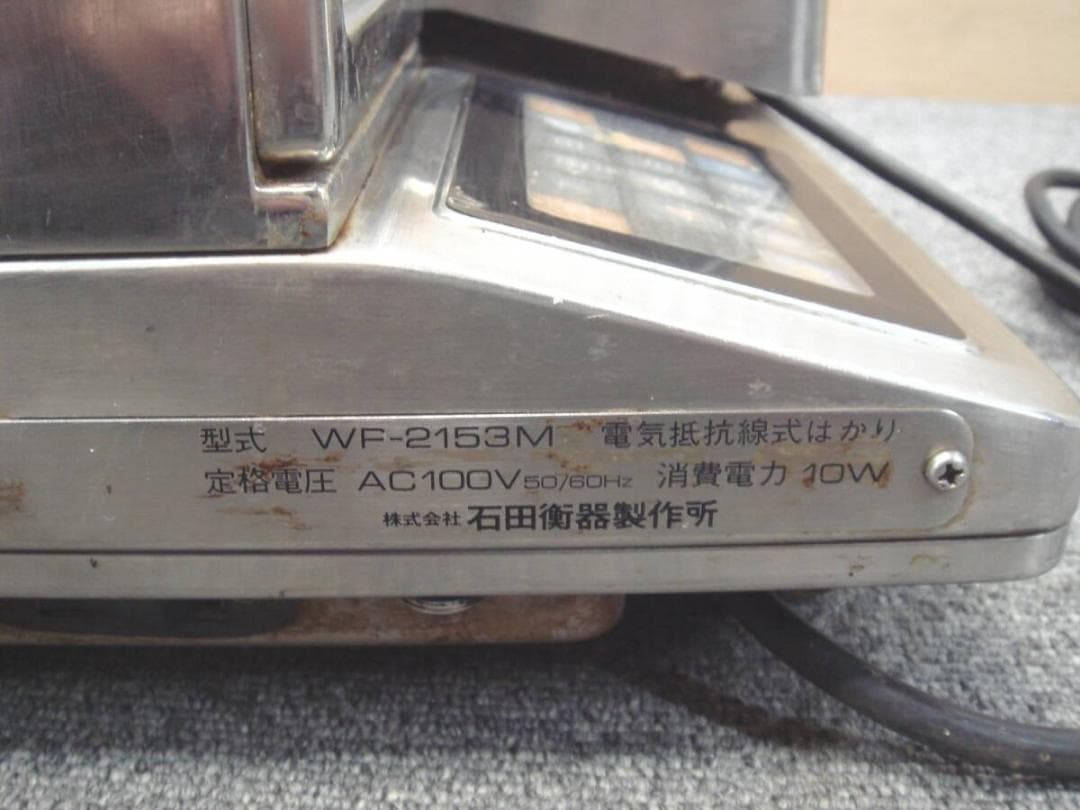 型式 WF-2153M 電気抵抗線式はかり
定格電圧 AC100V 50/60Hz 消費電力 10W
株式会社 石田衡器製作所